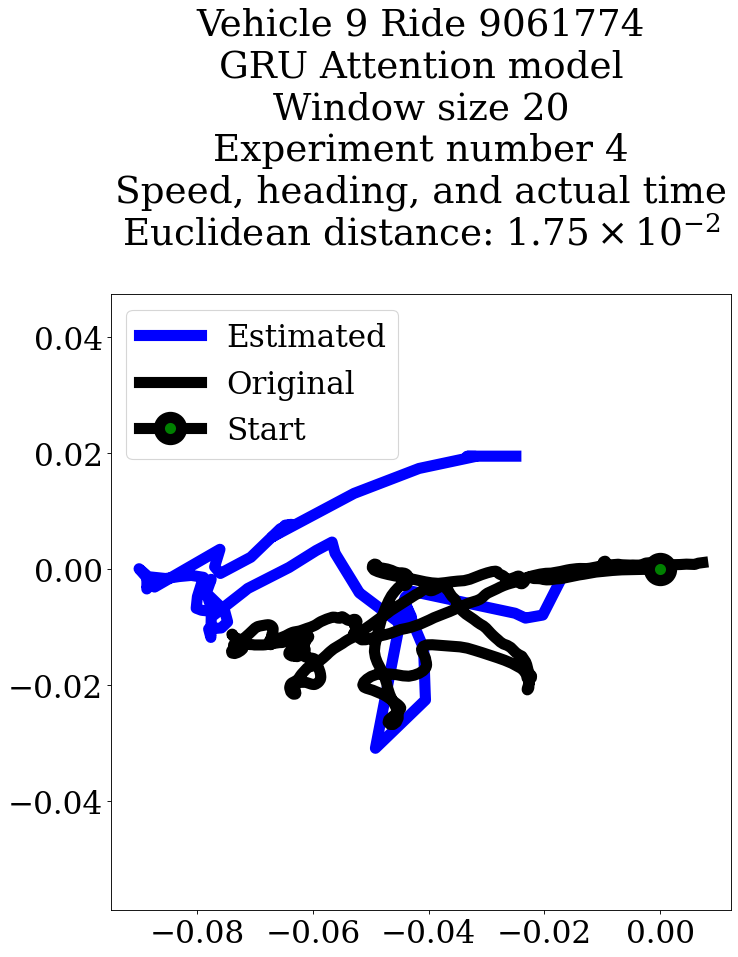 Vehicle 9 Ride 9061774
GRU Attention model
Window size 20
Experiment number 4
Speed, heading, and actual time
Euclidean distance: 1.75 × 10⁻²
Estimated
Original
Start
0.04
0.02
0.00
−0.02
−0.04
−0.08 −0.06 −0.04 −0.02 0.00